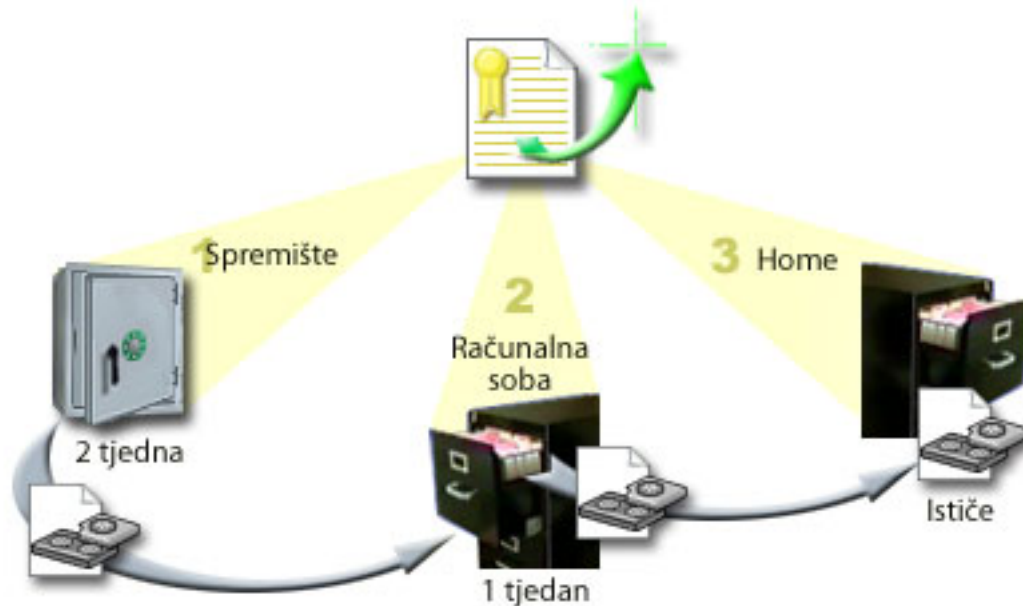 1 Spremište
2 tjedna
2
Računalna
soba
1 tjedan
3 Home
Ističe